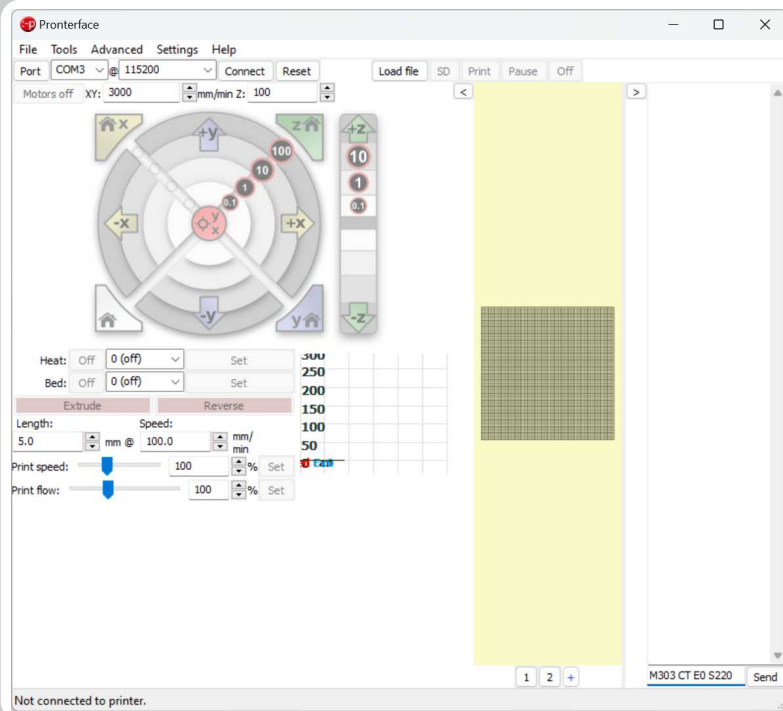 Pronterface
File Tools Advanced Settings Help
Port COM3 @ 115200 Connect Reset Load file SD Print Pause Off
Motors off XY: 3000 mm/min Z: 100 < >
x +y z +z
100 10
10 1
1 0.1
0.1
-x y x +x
-y y -z
Heat: Off 0 (off) Set 300
Bed: Off 0 (off) Set 250
200
Extrude Reverse 150
Length: Speed: 100
5.0 mm @ 100.0 mm/ min 50
Print speed: 100 % Set
Print flow: 100 % Set
1 2 + M303 CT E0 S220 Send
Not connected to printer.